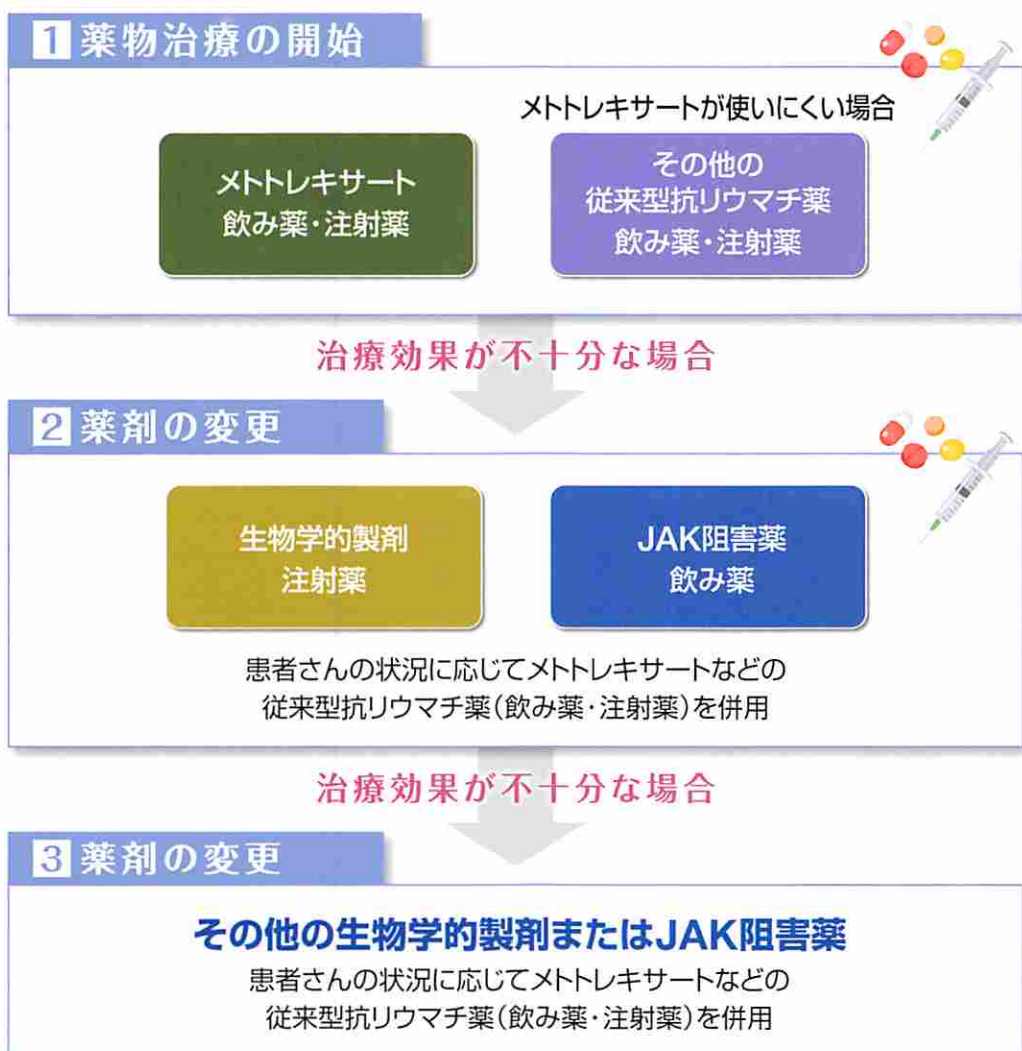 1 薬物治療の開始
メトトレキサートが使いにくい場合
メトトレキサート
飲み薬・注射薬
その他の
従来型抗リウマチ薬
飲み薬・注射薬
治療効果が不十分な場合
2 薬剤の変更
生物学的製剤
注射薬
JAK阻害薬
飲み薬
患者さんの状況に応じてメトトレキサートなどの
従来型抗リウマチ薬(飲み薬・注射薬)を併用
治療効果が不十分な場合
3 薬剤の変更
その他の生物学的製剤またはJAK阻害薬
患者さんの状況に応じてメトトレキサートなどの
従来型抗リウマチ薬(飲み薬・注射薬)を併用